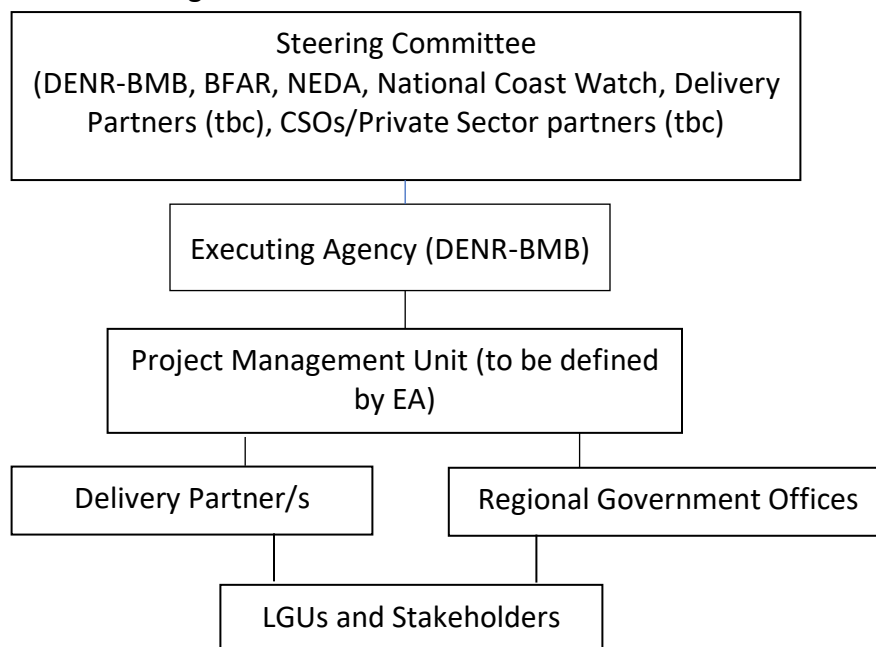 Steering Committee
(DENR-BMB, BFAR, NEDA, National Coast Watch, Delivery
Partners (tbc), CSOs/Private Sector partners (tbc)
Executing Agency (DENR-BMB)
Project Management Unit (to be defined
by EA)
Delivery Partner/s
Regional Government Offices
LGUs and Stakeholders